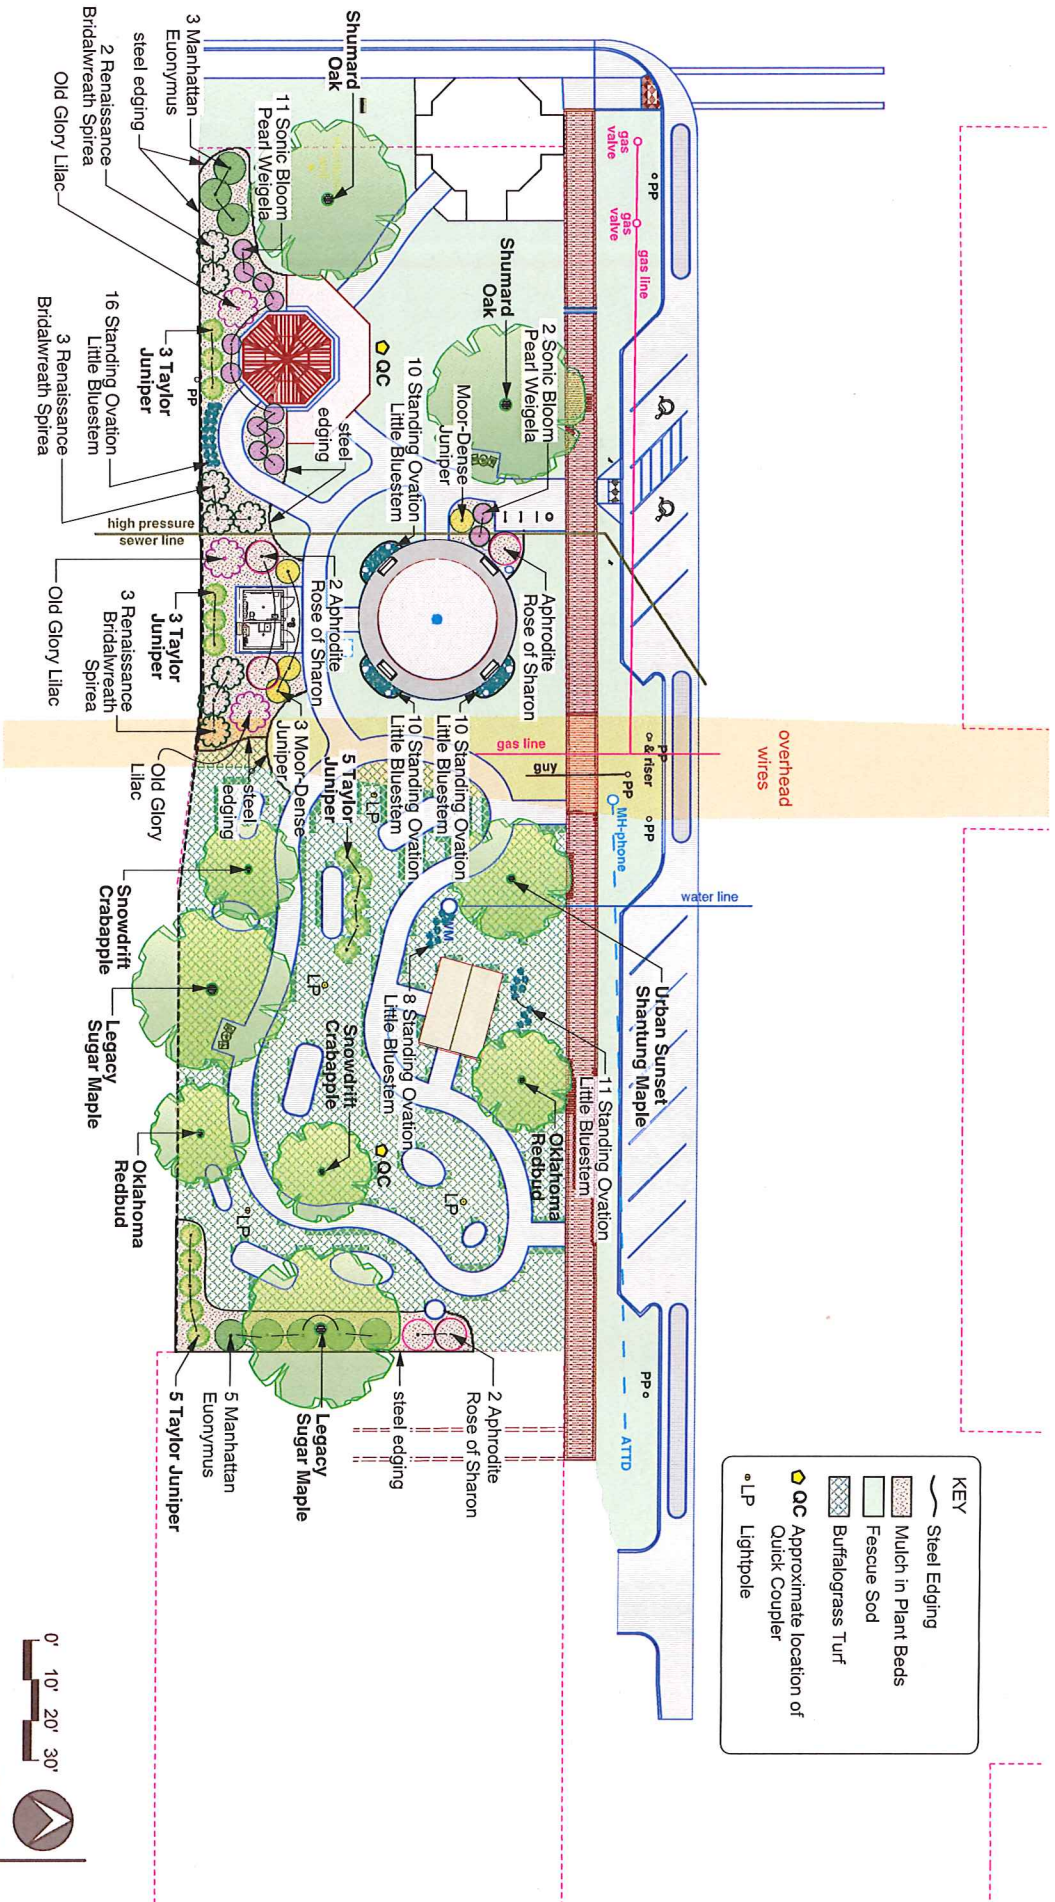 3 Manhattan
Euonymus
steel edging
2 Renaissance
Bridalwreath Spirea
Old Glory Lilac
11 Sonic Bloom
Pearl Weigela
Shumard
Oak
gas
valve
PP
gas
valve
gas line
Shumard
Oak
2 Sonic Bloom
Pearl Weigela
QC
Moor-Dense
Juniper
10 Standing Ovation
Little Bluestem
steel
edging
3 Taylor
Juniper
PP
16 Standing Ovation
Little Bluestem
3 Renaissance
Bridalwreath Spirea
high pressure
sewer line
Aphrodite
Rose of Sharon
2 Aphrodite
Rose of Sharon
Old Glory Lilac
3 Taylor
Juniper
3 Renaissance
Bridalwreath
Spirea
3 Moor-Dense
Juniper
steel
edging
Old Glory
Lilac
10 Standing Ovation
Little Bluestem
10 Standing Ovation
Little Bluestem
gas line
guy
PP
PP
& riser
PP
overhead
wires
MH-phone
water line
5 Taylor
Juniper
LP
WM
8 Standing Ovation
Little Bluestem
11 Standing Ovation
Little Bluestem
Urban Sunset
Shantung Maple
Snowdrift
Crabapple
Legacy
Sugar Maple
LP
Snowdrift
Crabapple
Oklahoma
Redbud
Oklahoma
Redbud
QC
LP
LP
5 Taylor Juniper
5 Manhattan
Euonymus
Legacy
Sugar Maple
steel edging
2 Aphrodite
Rose of Sharon
PP
ATTD
KEY
Steel Edging
Mulch in Plant Beds
Fescue Sod
Buffalograss Turf
QC Approximate location of
Quick Coupler
LP Lightpole
0' 10' 20' 30'